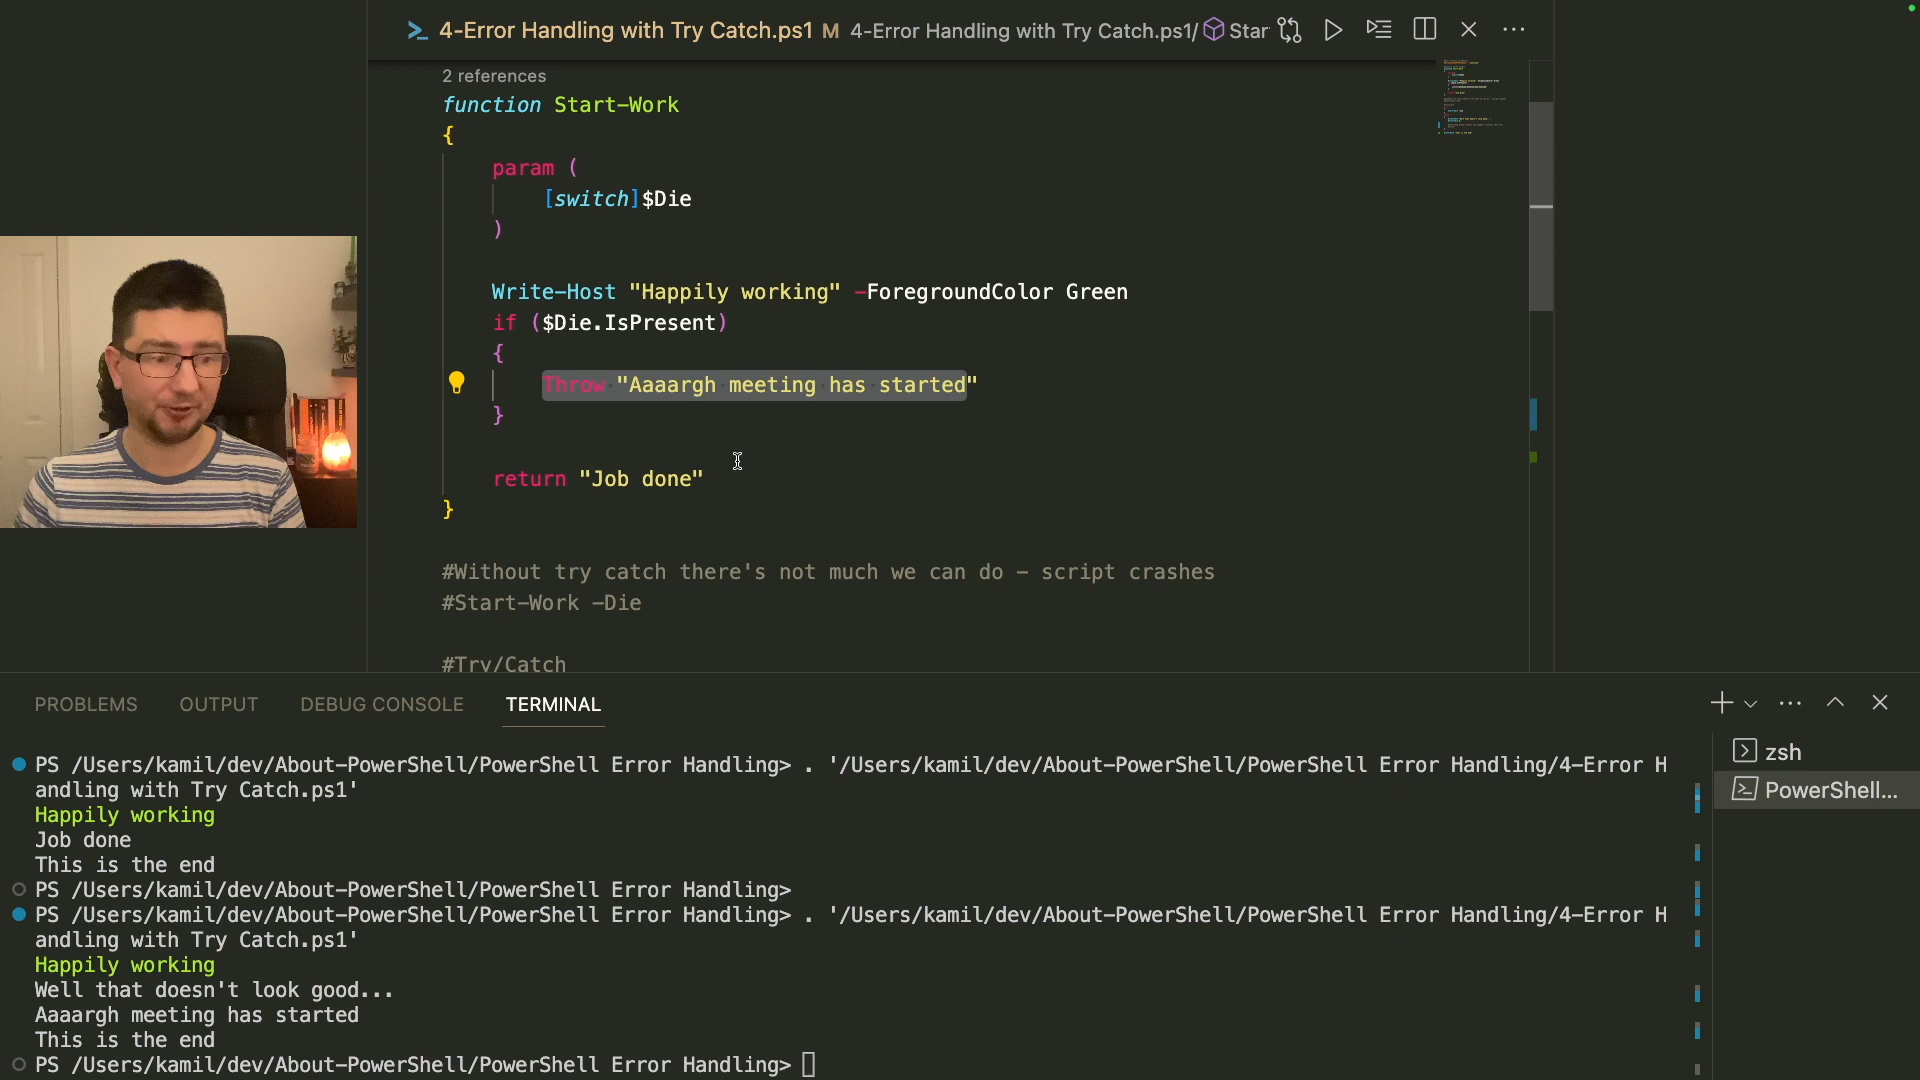 4-Error Handling with Try Catch.ps1 M 4-Error Handling with Try Catch.ps1/ Star
2 references
function Start-Work
{
param (
[switch]$Die
)
Write-Host "Happily working" -ForegroundColor Green
if ($Die.IsPresent)
{
Throw "Aaaargh meeting has started"
}
return "Job done"
}
#Without try catch there's not much we can do - script crashes
#Start-Work -Die
#Try/Catch
PROBLEMS OUTPUT DEBUG CONSOLE TERMINAL
PS /Users/kamil/dev/About-PowerShell/PowerShell Error Handling> . '/Users/kamil/dev/About-PowerShell/PowerShell Error Handling/4-Error H
andling with Try Catch.ps1'
Happily working
Job done
This is the end
PS /Users/kamil/dev/About-PowerShell/PowerShell Error Handling>
PS /Users/kamil/dev/About-PowerShell/PowerShell Error Handling> . '/Users/kamil/dev/About-PowerShell/PowerShell Error Handling/4-Error H
andling with Try Catch.ps1'
Happily working
Well that doesn't look good...
Aaaargh meeting has started
This is the end
PS /Users/kamil/dev/About-PowerShell/PowerShell Error Handling>
zsh
PowerShell...